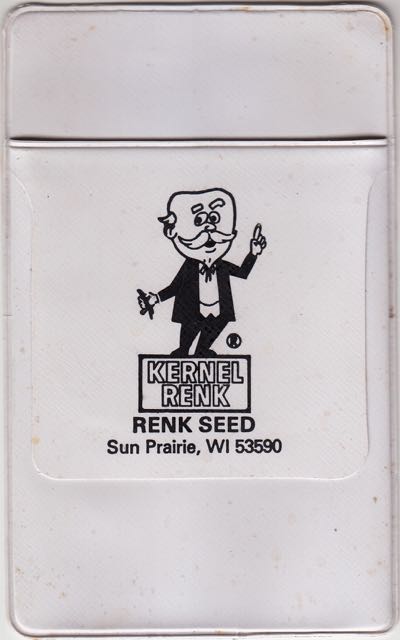 ®
KERNEL
RENK
RENK SEED
Sun Prairie, WI 53590